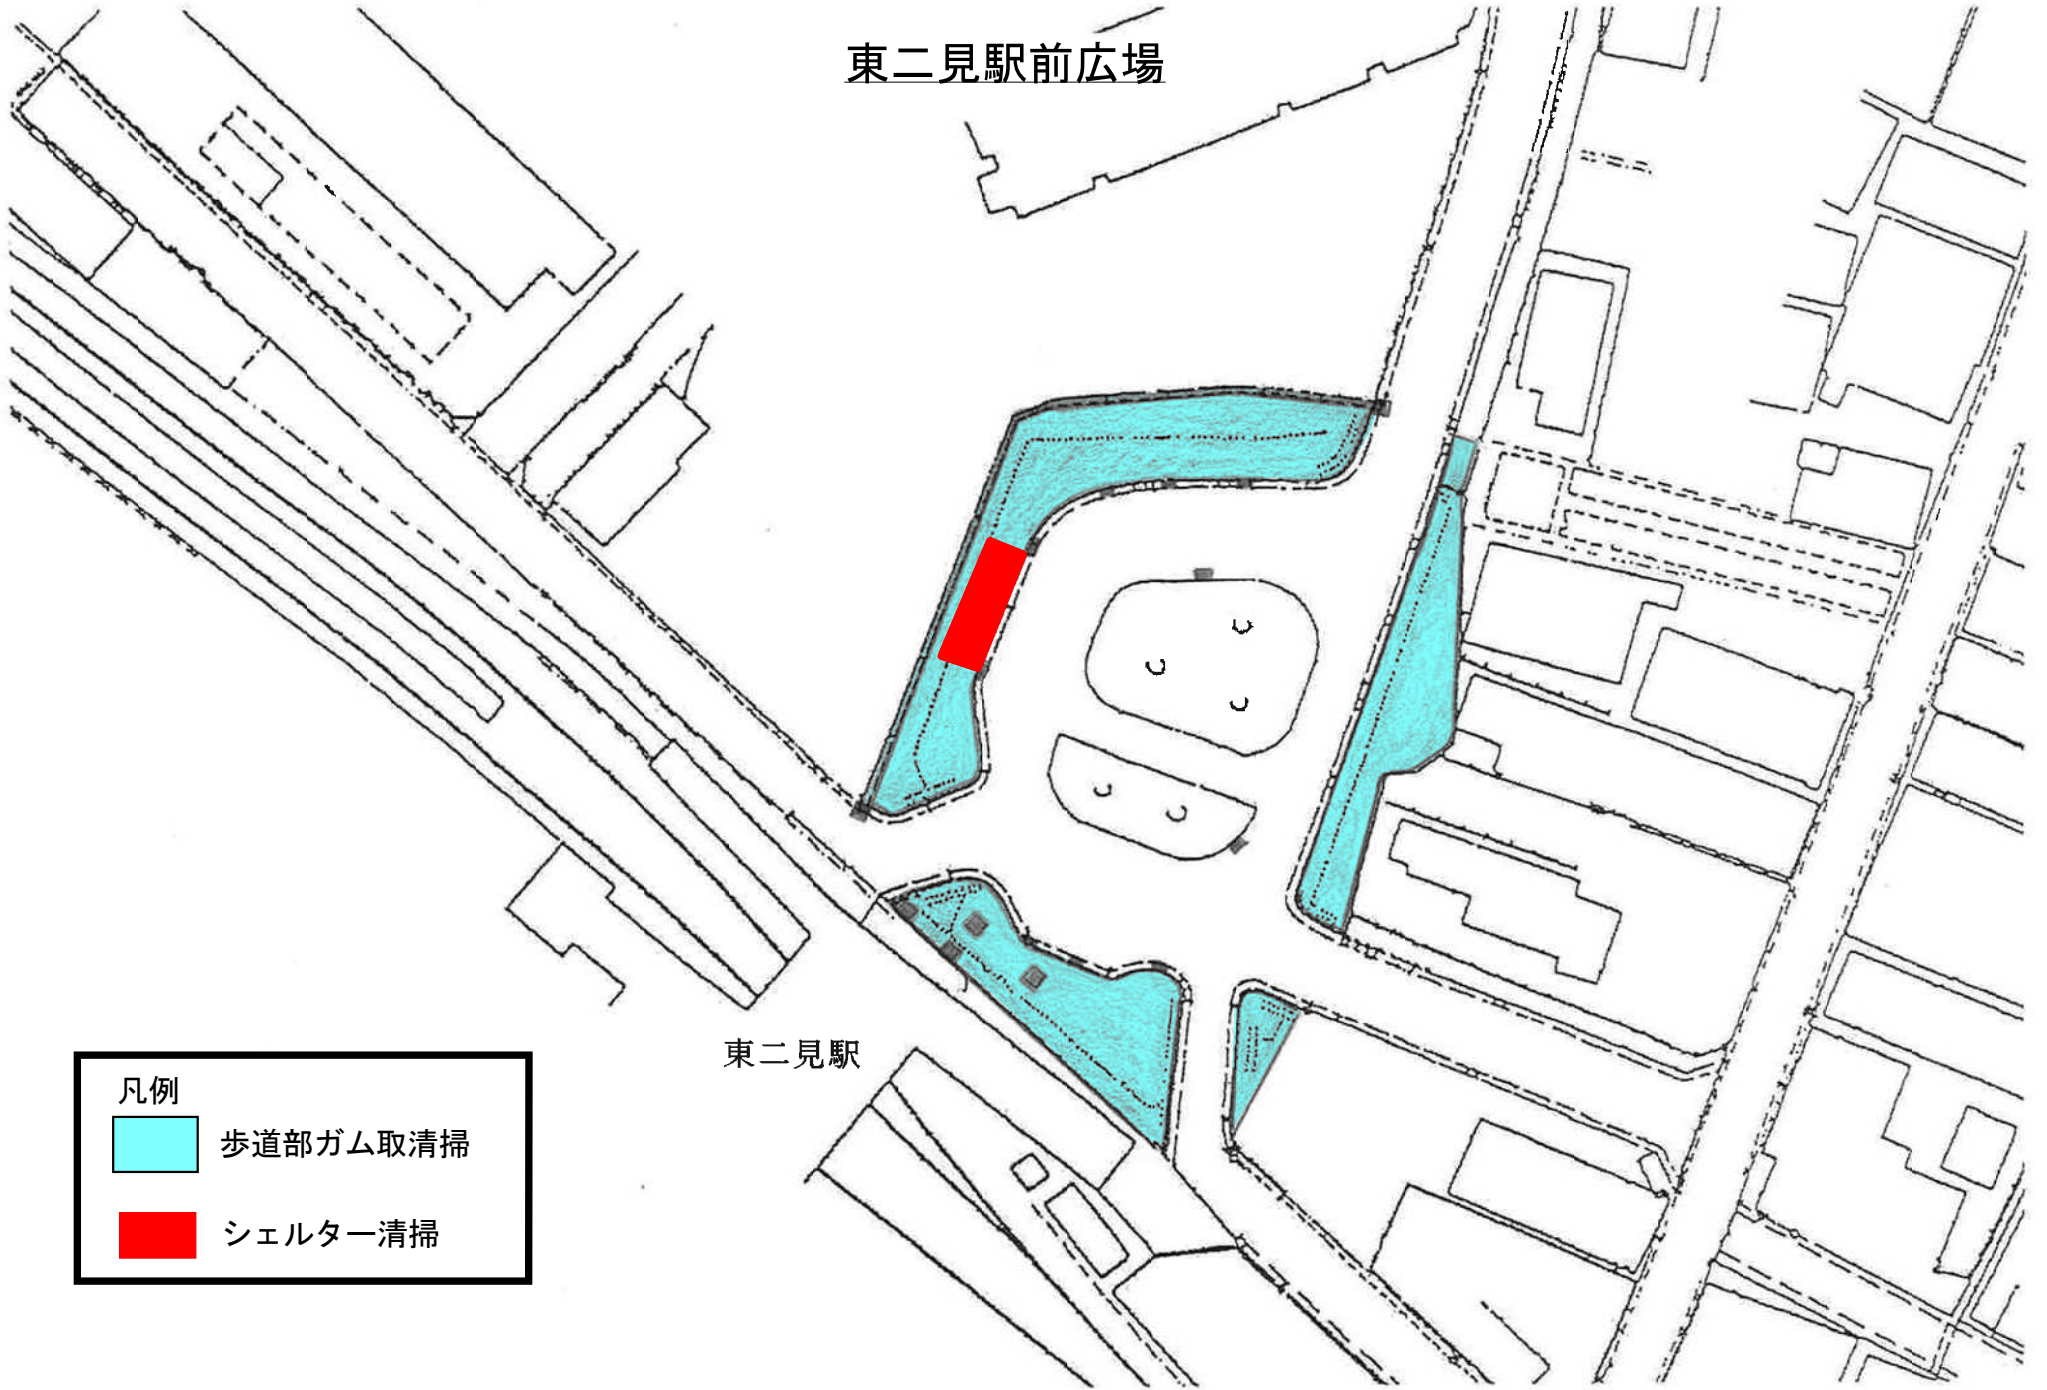 東二見駅前広場
東二見駅
凡例
歩道部ガム取清掃
シェルター清掃